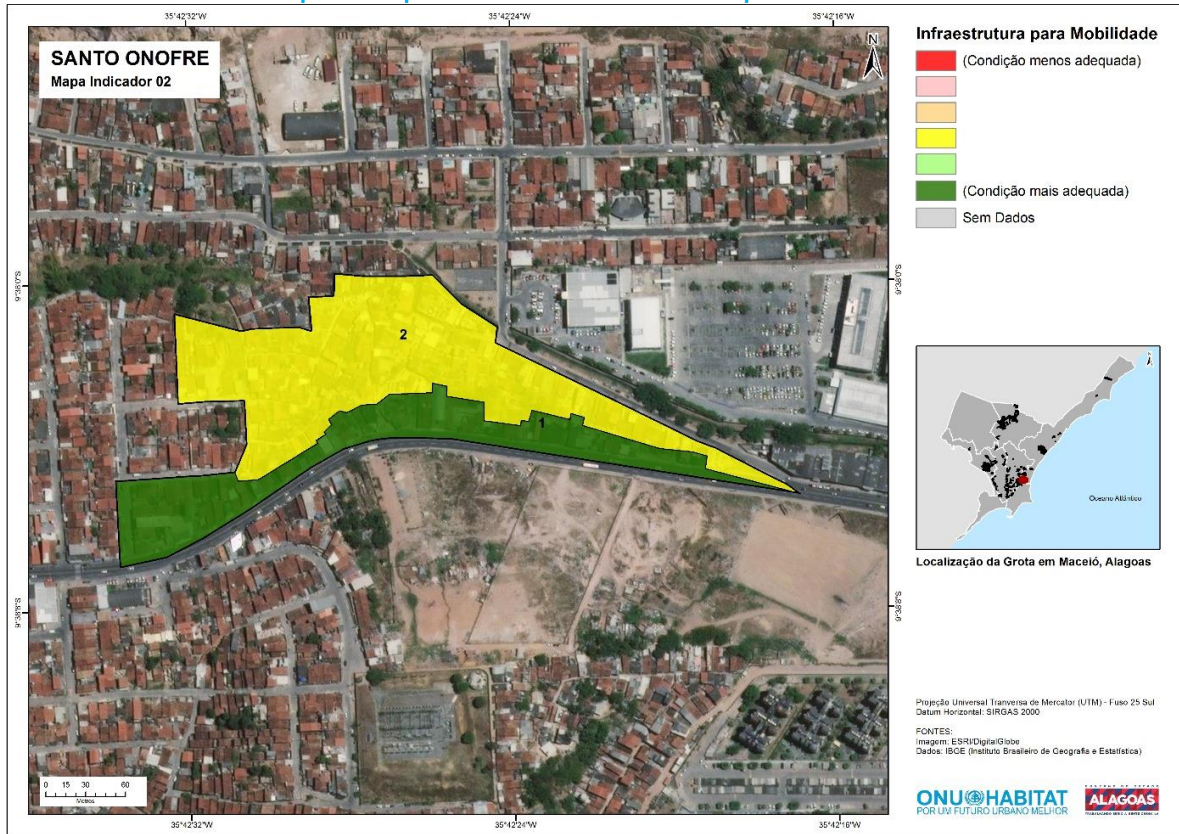 35°42'32"W
35°42'24"W
35°42'16"W
SANTO ONOFRE
Mapa Indicador 02
N
Infraestrutura para Mobilidade
(Condição menos adequada)
(Condição mais adequada)
Sem Dados
9°38'0"S
9°38'0"S
2
1
Oceano Atlântico
Localização da Grota em Maceió, Alagoas
9°38'8"S
9°38'8"S
Projeção Universal Tranversa de Mercator (UTM) - Fuso 25 Sul
Datum Horizontal: SIRGAS 2000
FONTES:
Imagem: ESRI/DigitalGlobe
Dados: IBGE (Instituto Brasileiro de Geografia e Estatística)
0 15 30 60
Metros
ONU HABITAT
POR UM FUTURO URBANO MELHOR
ALAGOAS
35°42'32"W
35°42'24"W
35°42'16"W